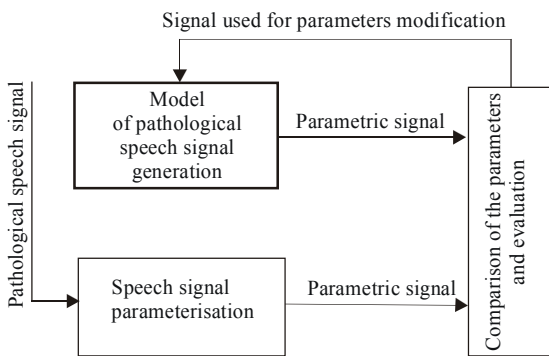 Signal used for parameters modification
Pathological speech signal
Model
of pathological
speech signal
generation
Parametric signal
Comparison of the parameters
and evaluation
Speech signal
parameterisation
Parametric signal